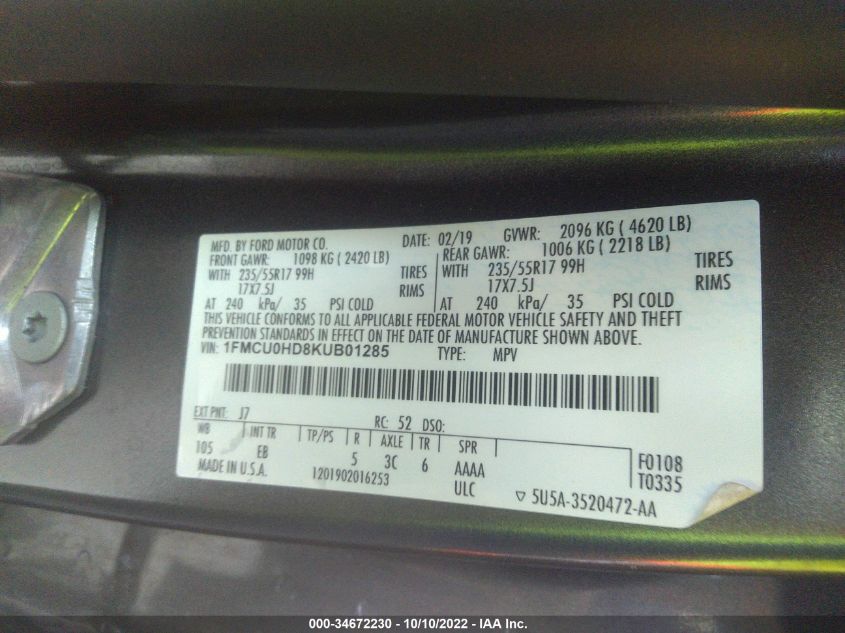 MFD. BY FORD MOTOR CO. DATE: 02/19 GVWR: 2096 KG ( 4620 LB)
FRONT GAWR: 1098 KG ( 2420 LB) REAR GAWR: 1006 KG ( 2218 LB)
WITH 235/55R17 99H TIRES WITH 235/55R17 99H TIRES
17X7.5J RIMS 17X7.5J RIMS
AT 240 kPa/ 35 PSI COLD AT 240 kPa/ 35 PSI COLD
THIS VEHICLE CONFORMS TO ALL APPLICABLE FEDERAL MOTOR VEHICLE SAFETY AND THEFT
PREVENTION STANDARDS IN EFFECT ON THE DATE OF MANUFACTURE SHOWN ABOVE.
VIN: 1FMCU0HD8KUB01285 TYPE: MPV
EXT PNT: J7 RC: 52 DSO:
WB INT TR TP/PS R AXLE TR SPR
105 EB 5 3C 6 AAAA F0108
MADE IN U.S.A. 1201902016253 ULC T0335
▽ 5U5A-3520472-AA
000-34672230 - 10/10/2022 - IAA Inc.